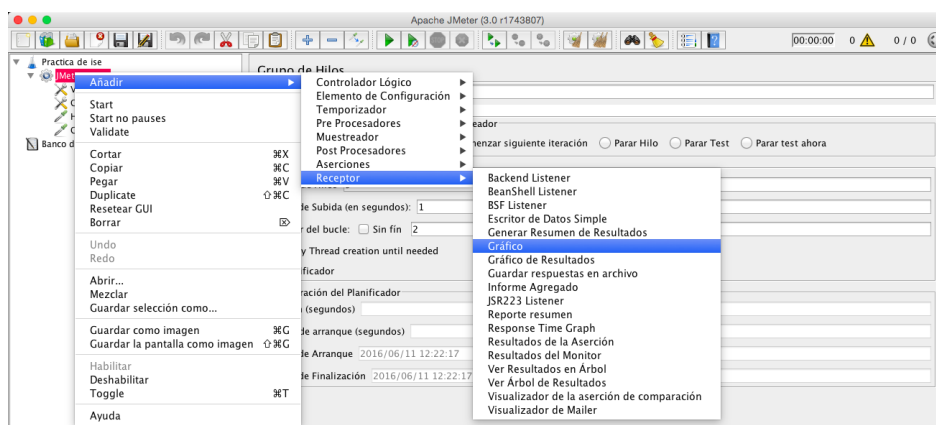 Apache JMeter (3.0 r1743807)
00:00:00 0 0 / 0
Practica de ise
JMet
Banco d
Añadir
Start
Start no pauses
Validate
Cortar ⌘X
Copiar ⌘C
Pegar ⌘V
Duplicate ⇧⌘C
Resetear GUI
Borrar ⌦
Undo
Redo
Abrir...
Mezclar
Guardar selección como...
Guardar como imagen ⌘G
Guardar la pantalla como imagen ⇧⌘G
Habilitar
Deshabilitar
Toggle ⌘T
Ayuda
Grupo de Hilos
Controlador Lógico
Elemento de Configuración
Temporizador
Pre Procesadores
Muestreador
Post Procesadores
Aserciones
Receptor
eador
enzar siguiente iteración Parar Hilo Parar Test Parar test ahora
de Subida (en segundos): 1
r del bucle: Sin fín 2
y Thread creation until needed
ificador
ración del Planificador
n (segundos)
de arranque (segundos)
de Arranque 2016/06/11 12:22:17
de Finalización 2016/06/11 12:22:17
Backend Listener
BeanShell Listener
BSF Listener
Escritor de Datos Simple
Generar Resumen de Resultados
Gráfico
Gráfico de Resultados
Guardar respuestas en archivo
Informe Agregado
JSR223 Listener
Reporte resumen
Response Time Graph
Resultados de la Aserción
Resultados del Monitor
Ver Resultados en Árbol
Ver Árbol de Resultados
Visualizador de la aserción de comparación
Visualizador de Mailer